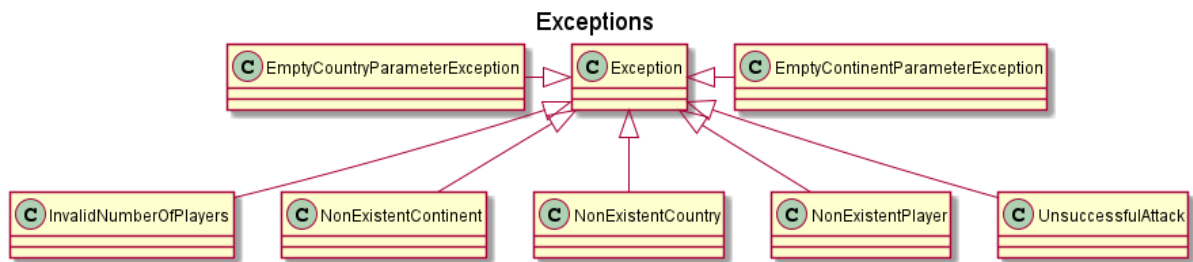 Exceptions
C EmptyCountryParameterException
C Exception
C EmptyContinentParameterException
C InvalidNumberOfPlayers
C NonExistentContinent
C NonExistentCountry
C NonExistentPlayer
C UnsuccessfulAttack